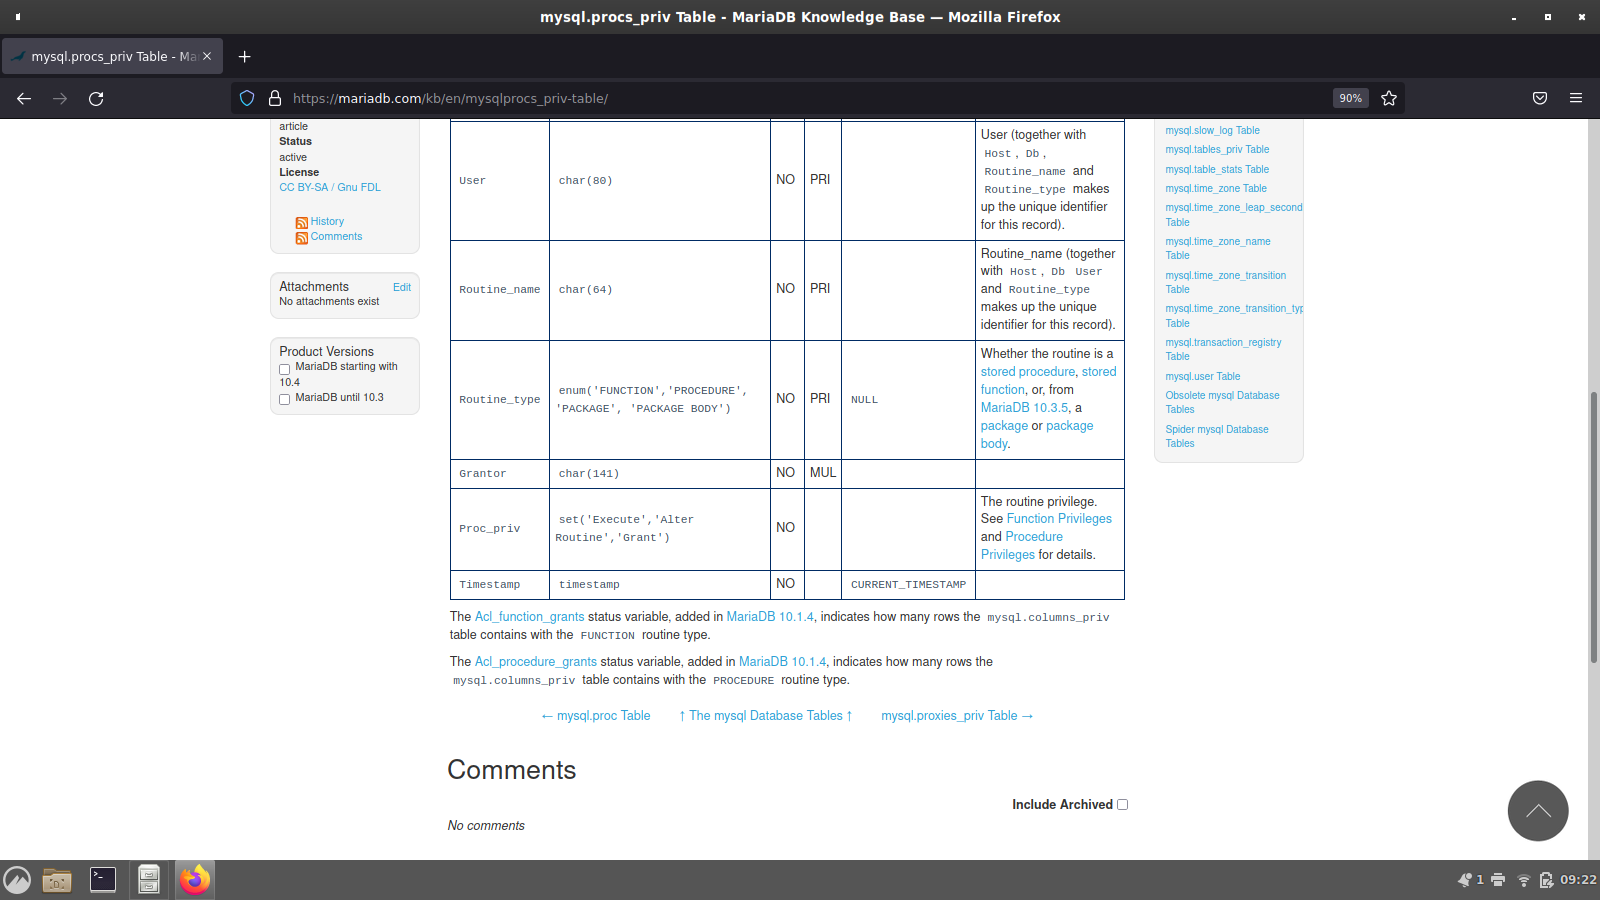 mysql.procs_priv Table - MariaDB Knowledge Base — Mozilla Firefox
mysql.procs_priv Table - Ma
https://mariadb.com/kb/en/mysqlprocs_priv-table/
90%
article
Status
active
License
CC BY-SA / Gnu FDL
History
Comments
Attachments Edit
No attachments exist
Product Versions
MariaDB starting with
10.4
MariaDB until 10.3
User char(80) NO PRI
User (together with
Host, Db,
Routine_name and
Routine_type makes
up the unique identifier
for this record).
Routine_name char(64) NO PRI
Routine_name (together
with Host, Db User
and Routine_type
makes up the unique
identifier for this record).
Routine_type
enum('FUNCTION','PROCEDURE',
'PACKAGE', 'PACKAGE BODY')
NO PRI NULL
Whether the routine is a
stored procedure, stored
function, or, from
MariaDB 10.3.5, a
package or package
body.
Grantor char(141) NO MUL
Proc_priv
set('Execute','Alter
Routine','Grant')
NO
The routine privilege.
See Function Privileges
and Procedure
Privileges for details.
Timestamp timestamp NO CURRENT_TIMESTAMP
The Acl_function_grants status variable, added in MariaDB 10.1.4, indicates how many rows the mysql.columns_priv
table contains with the FUNCTION routine type.
The Acl_procedure_grants status variable, added in MariaDB 10.1.4, indicates how many rows the
mysql.columns_priv table contains with the PROCEDURE routine type.
← mysql.proc Table ↑ The mysql Database Tables ↑ mysql.proxies_priv Table →
Comments
Include Archived
No comments
mysql.slow_log Table
mysql.tables_priv Table
mysql.table_stats Table
mysql.time_zone Table
mysql.time_zone_leap_second
Table
mysql.time_zone_name
Table
mysql.time_zone_transition
Table
mysql.time_zone_transition_typ
Table
mysql.transaction_registry
Table
mysql.user Table
Obsolete mysql Database
Tables
Spider mysql Database
Tables
1
09:22